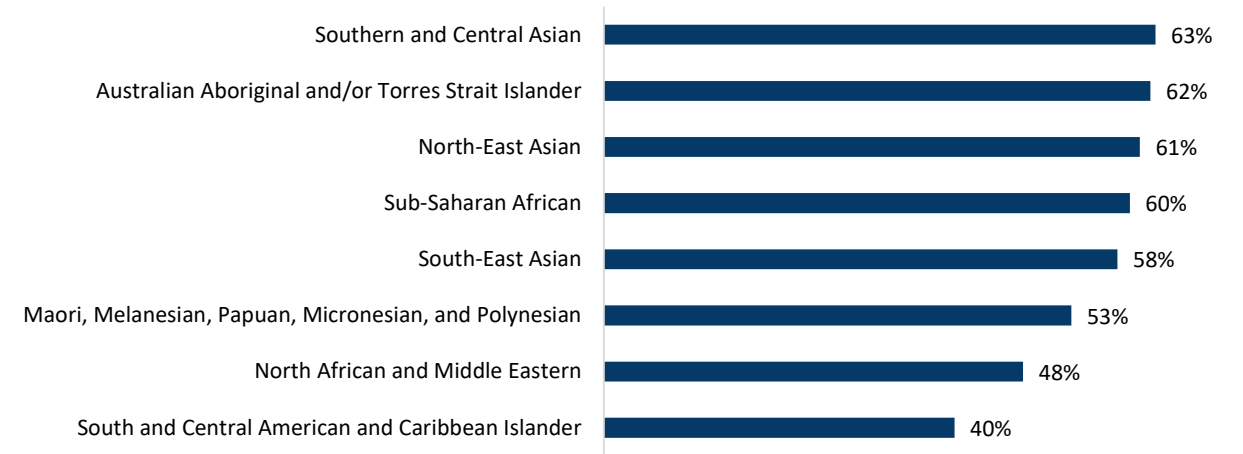 Southern and Central Asian 63%
Australian Aboriginal and/or Torres Strait Islander 62%
North-East Asian 61%
Sub-Saharan African 60%
South-East Asian 58%
Maori, Melanesian, Papuan, Micronesian, and Polynesian 53%
North African and Middle Eastern 48%
South and Central American and Caribbean Islander 40%